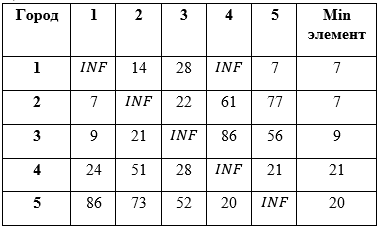 Город 1 2 3 4 5 Min элемент
1 INF 14 28 INF 7 7
2 7 INF 22 61 77 7
3 9 21 INF 86 56 9
4 24 51 28 INF 21 21
5 86 73 52 20 INF 20